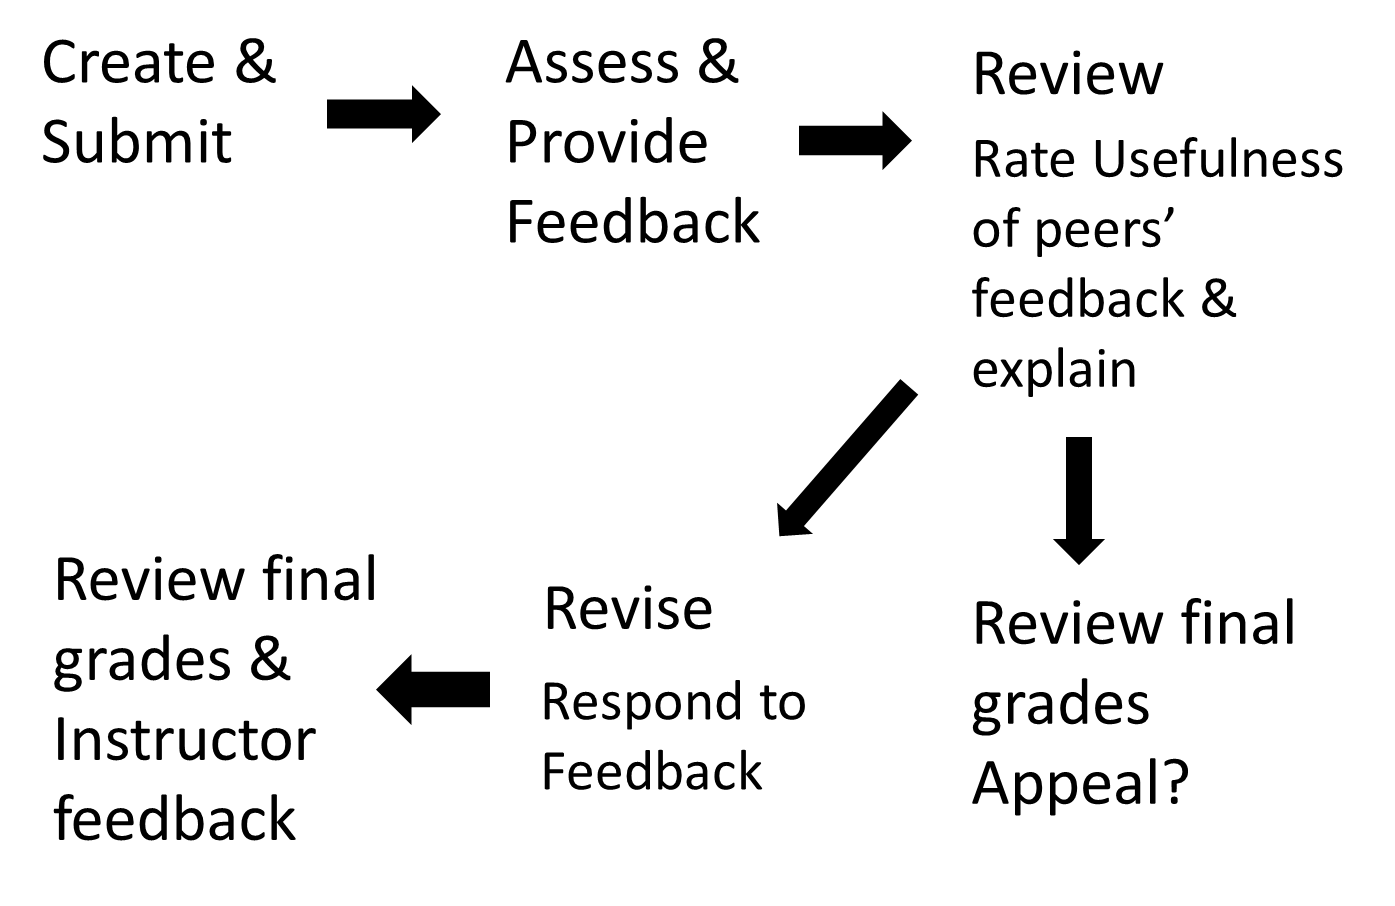 Create &
Submit
Assess &
Provide
Feedback
Review
Rate Usefulness
of peers’
feedback &
explain
Review final
grades &
Instructor
feedback
Revise
Respond to
Feedback
Review final
grades
Appeal?